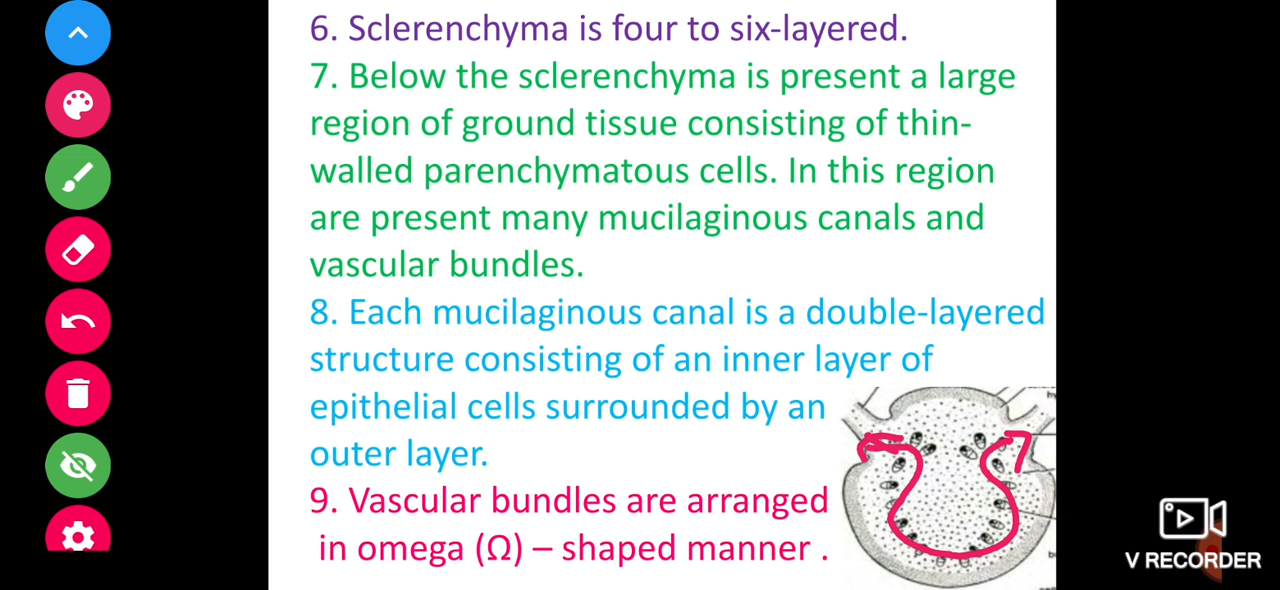 6. Sclerenchyma is four to six-layered.
7. Below the sclerenchyma is present a large
region of ground tissue consisting of thin-
walled parenchymatous cells. In this region
are present many mucilaginous canals and
vascular bundles.
8. Each mucilaginous canal is a double-layered
structure consisting of an inner layer of
epithelial cells surrounded by an
outer layer.
9. Vascular bundles are arranged
in omega (Ω) – shaped manner .
V RECORDER